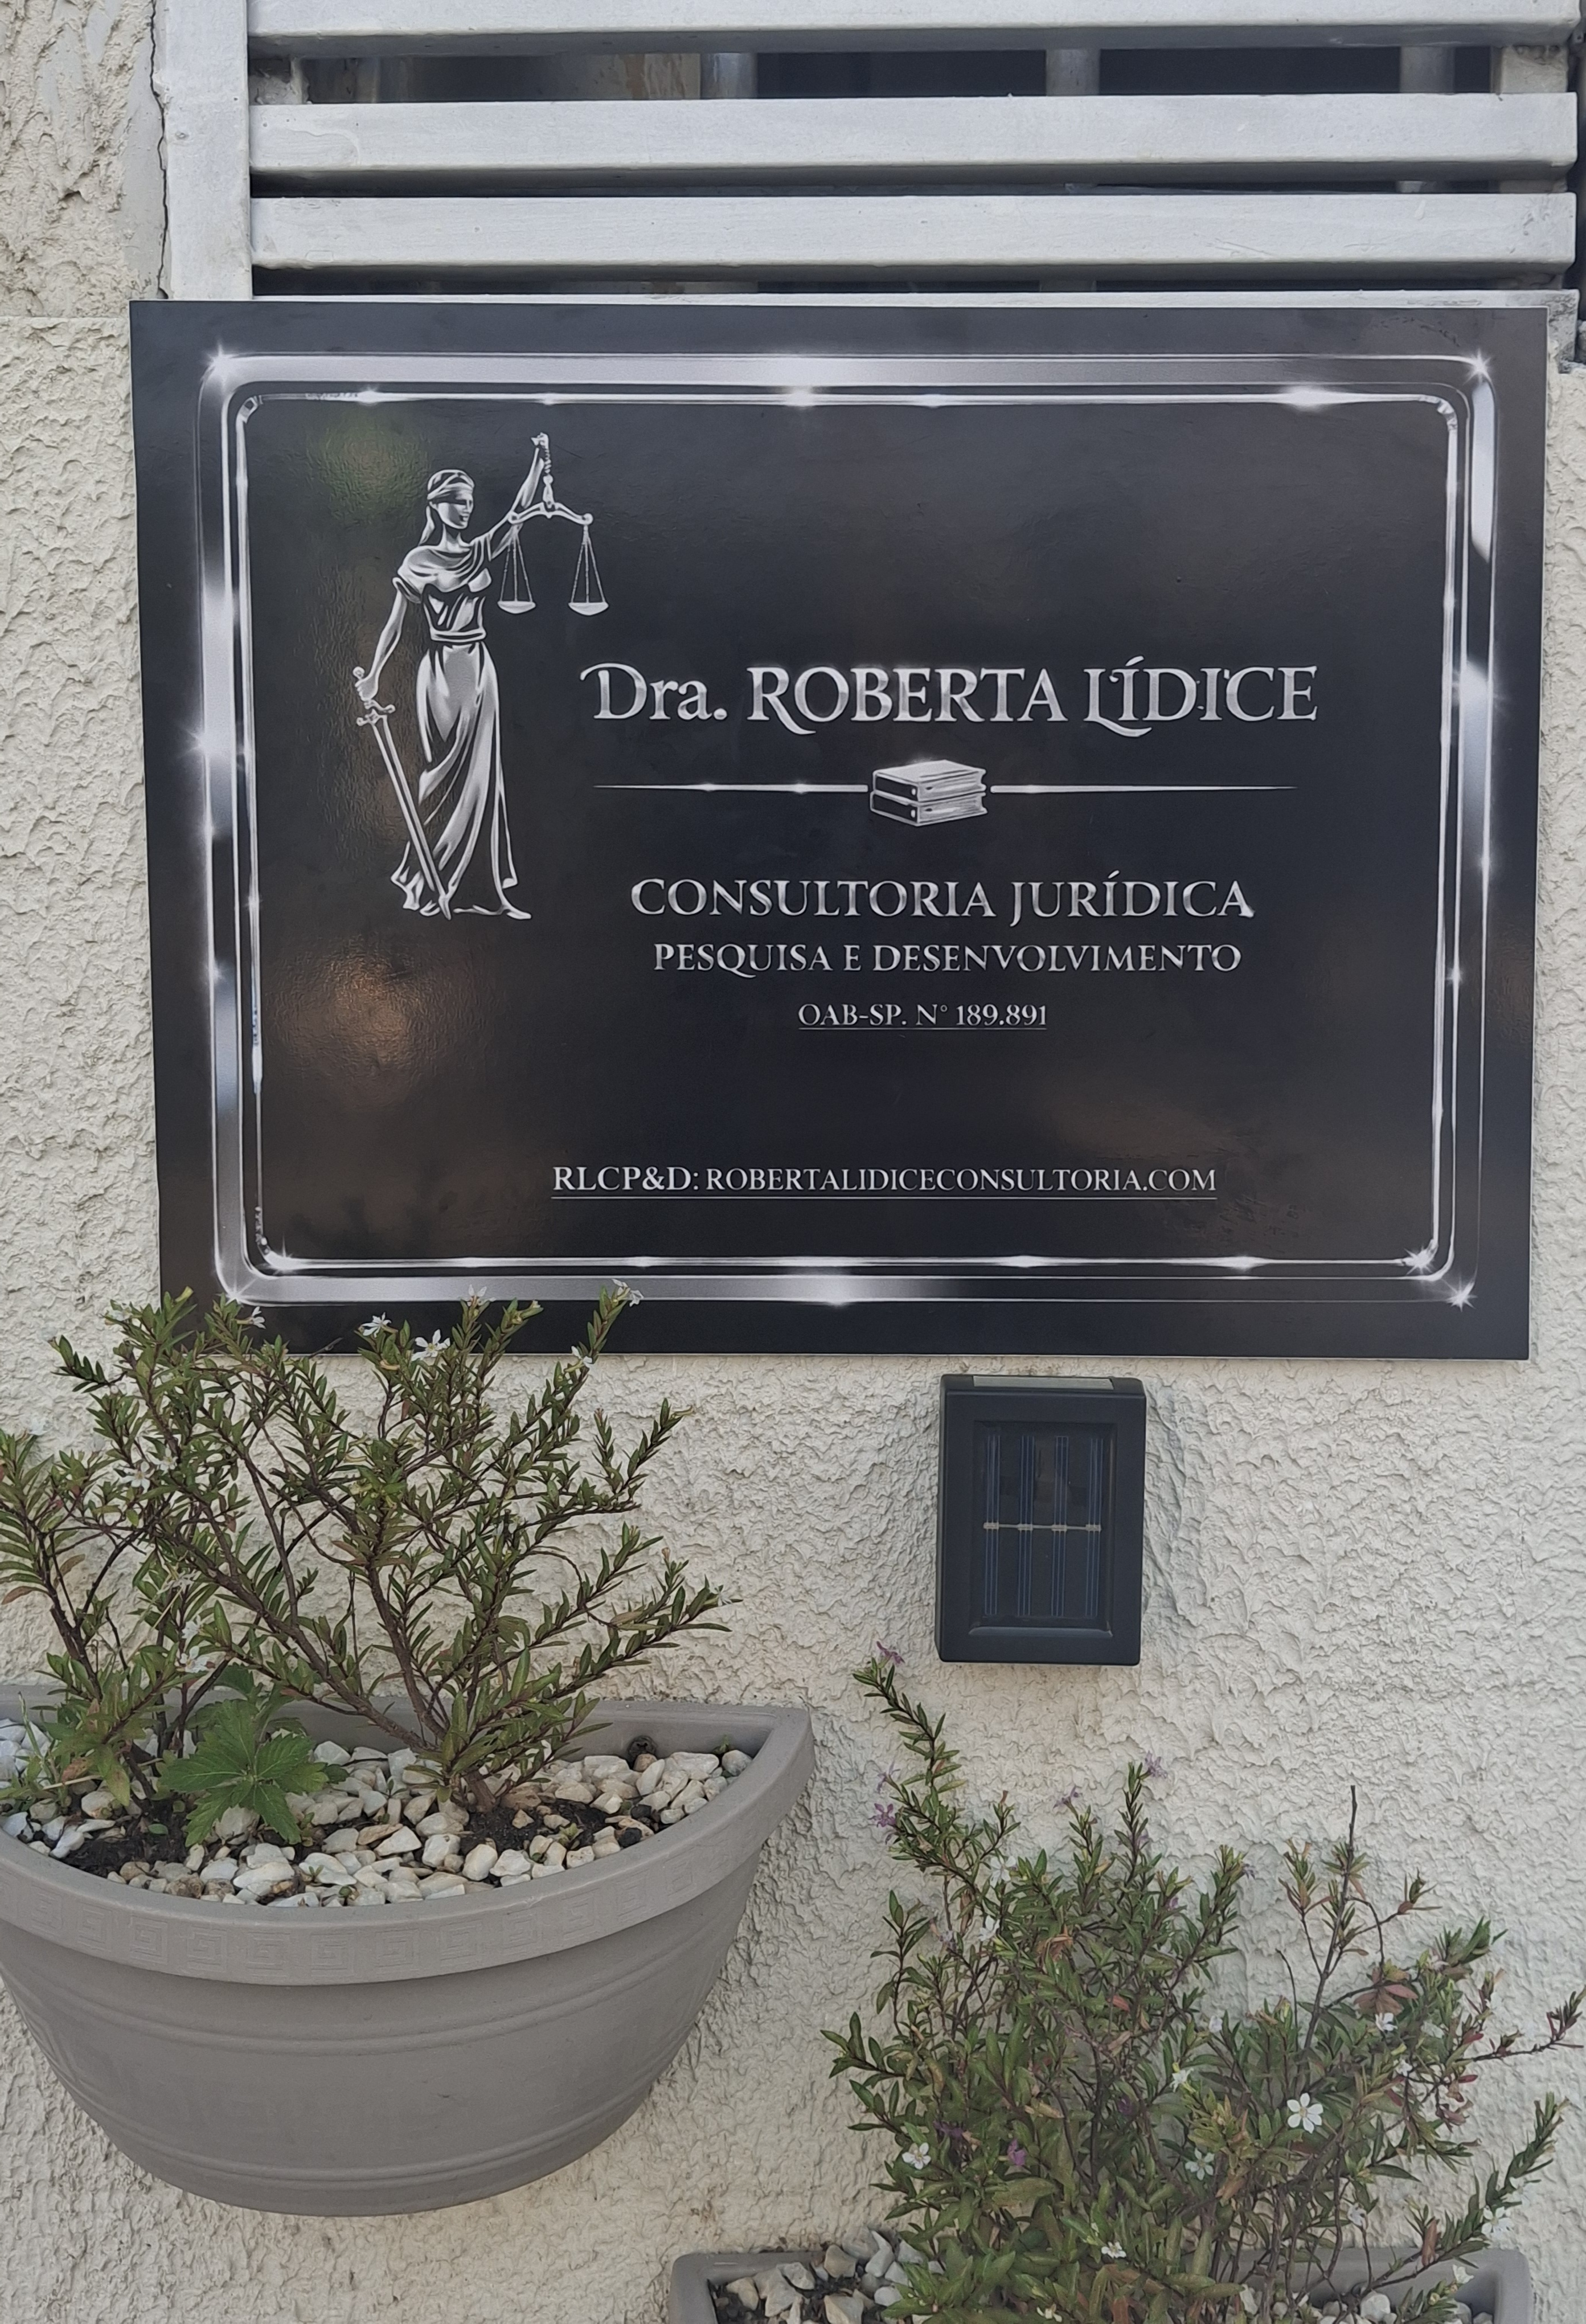 Dra. ROBERTA LÍDICE
CONSULTORIA JURÍDICA
PESQUISA E DESENVOLVIMENTO
OAB-SP. N° 189.891
RLCP&D: ROBERTALIDICECONSULTORIA.COM